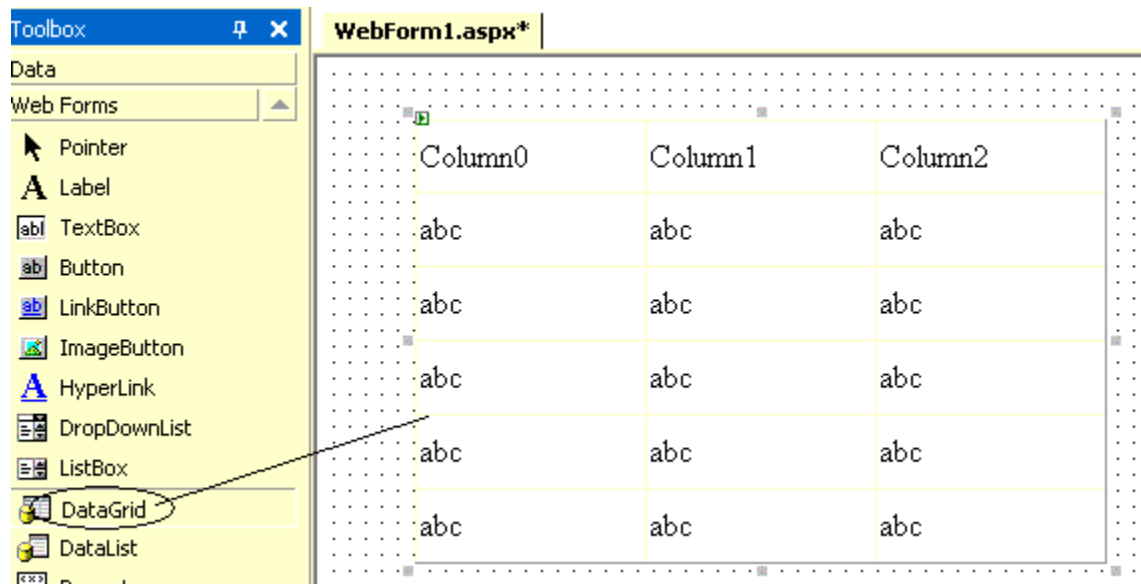 Toolbox
WebForm1.aspx*
Data
Web Forms
Pointer
Label
TextBox
Button
LinkButton
ImageButton
HyperLink
DropDownList
ListBox
DataGrid
DataList
Column0 Column1 Column2
abc abc abc
abc abc abc
abc abc abc
abc abc abc
abc abc abc